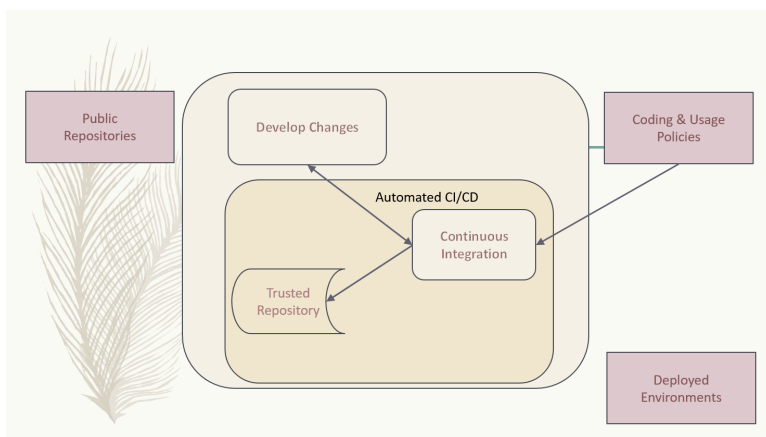 Public
Repositories
Develop Changes
Coding & Usage
Policies
Automated CI/CD
Continuous
Integration
Trusted
Repository
Deployed
Environments